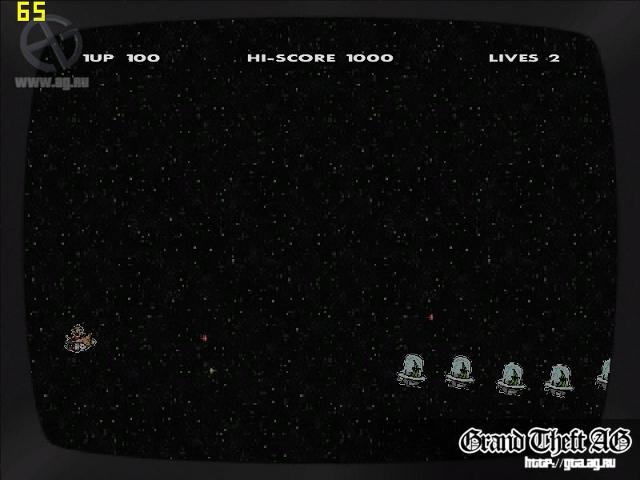 65
1UP 100 HI-SCORE 1000 LIVES 2
www.ag.ru
Grand Theft AG
http://gta.ag.ru